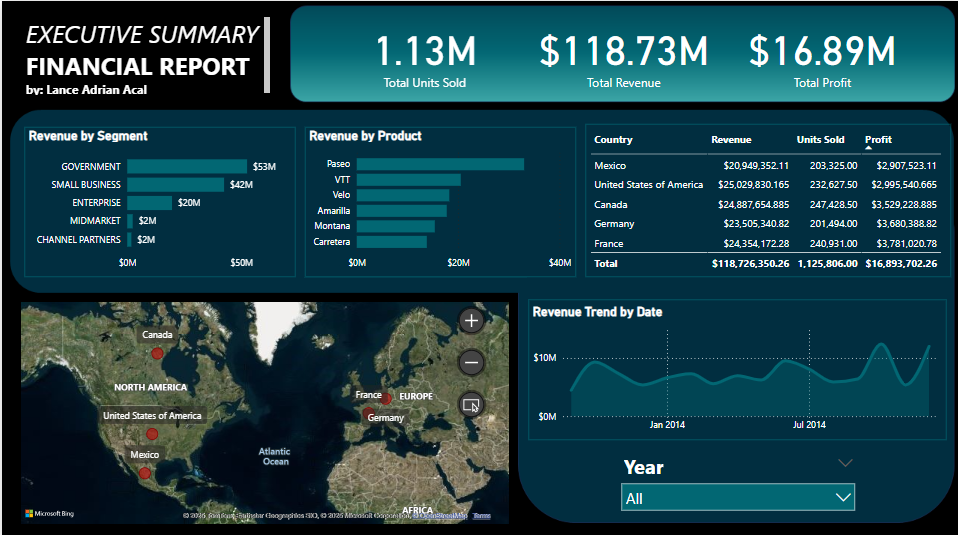 EXECUTIVE SUMMARY
FINANCIAL REPORT
by: Lance Adrian Acal
1.13M
Total Units Sold
$118.73M
Total Revenue
$16.89M
Total Profit
Revenue by Segment
GOVERNMENT $53M
SMALL BUSINESS $42M
ENTERPRISE $20M
MIDMARKET $2M
CHANNEL PARTNERS $2M
$0M $50M
Revenue by Product
Paseo
VTT
Velo
Amarilla
Montana
Carretera
$0M $20M $40M
Country Revenue Units Sold Profit
Mexico $20,949,352.11 203,325.00 $2,907,523.11
United States of America $25,029,830.165 232,627.50 $2,995,540.665
Canada $24,887,654.885 247,428.50 $3,529,228.885
Germany $23,505,340.82 201,494.00 $3,680,388.82
France $24,354,172.28 240,931.00 $3,781,020.78
Total $118,726,350.26 1,125,806.00 $16,893,702.26
Canada
NORTH AMERICA
United States of America
Mexico
France
EUROPE
Germany
Atlantic
Ocean
AFRICA
Microsoft Bing
Terms
Revenue Trend by Date
$10M
$0M
Jan 2014 Jul 2014
Year
All